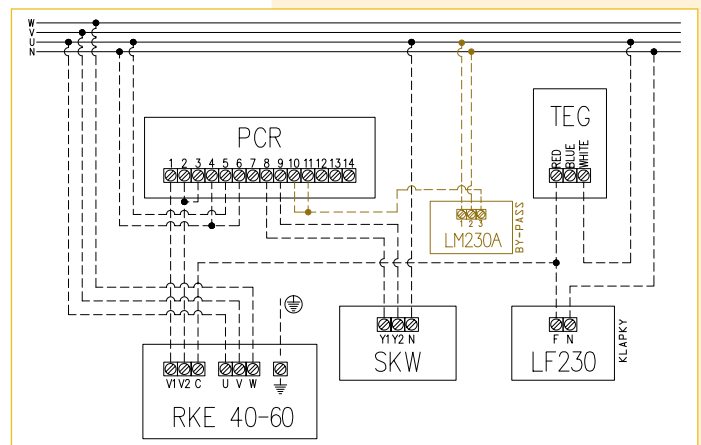 W
V
U
N
PCR
1 2 3 4 5 6 7 8 9 10 11 12 13 14
TEG
RED
BLUE
WHITE
1 2 3
LM230A
BY-PASS
Y1 Y2 N
SKW
F N
LF230
KLAPKY
V1 V2 C U V W
RKE 40-60